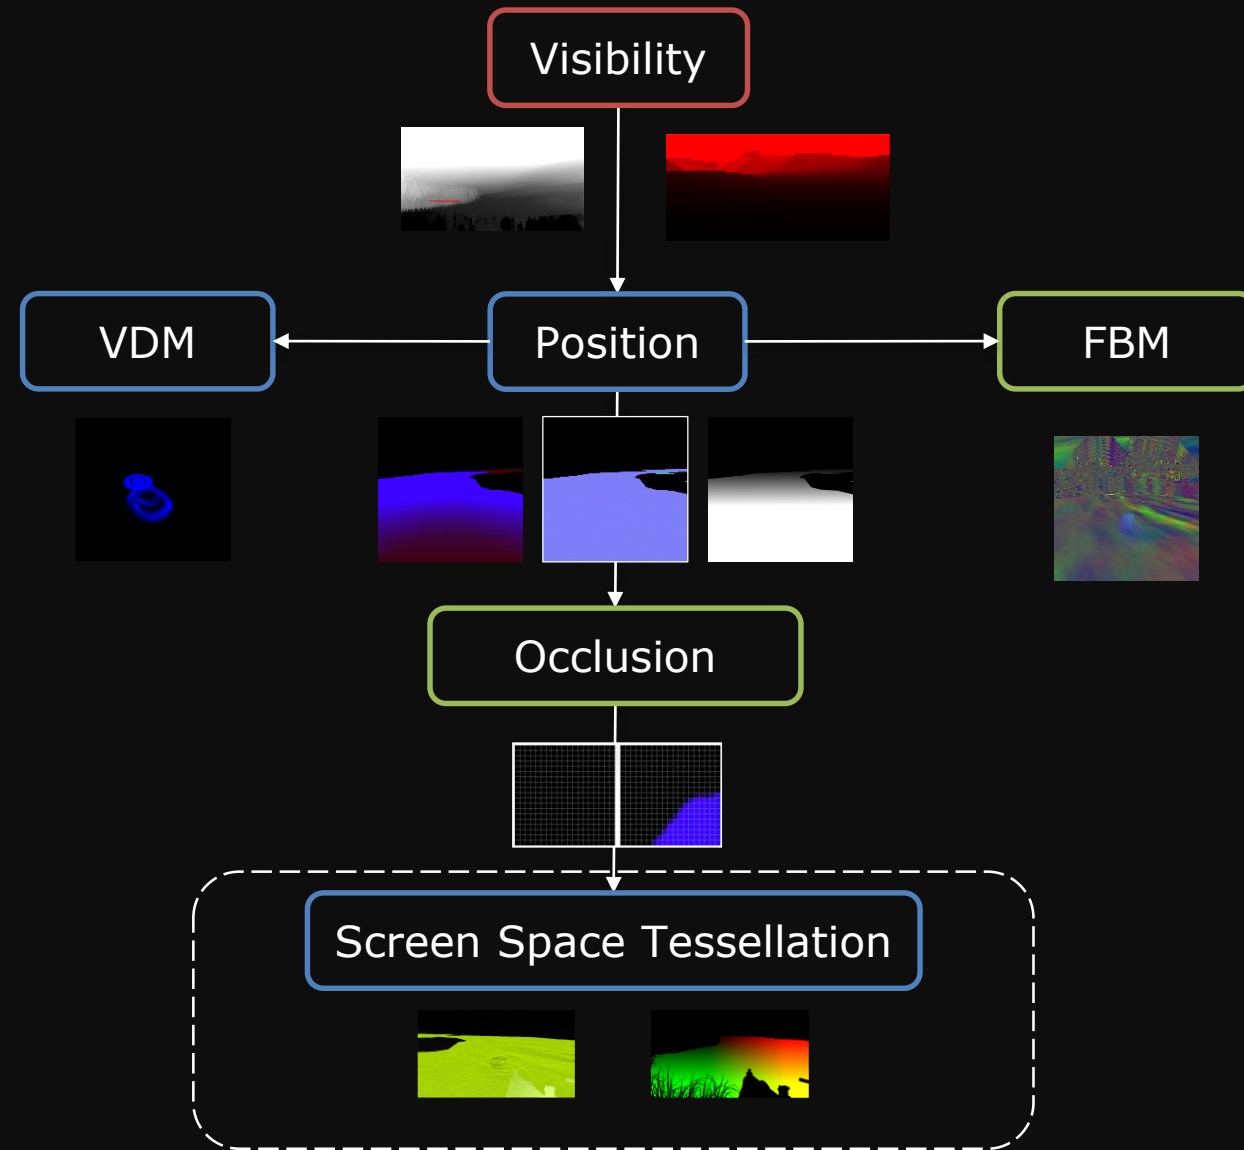 Visibility
VDM
Position
FBM
Occlusion
Screen Space Tessellation